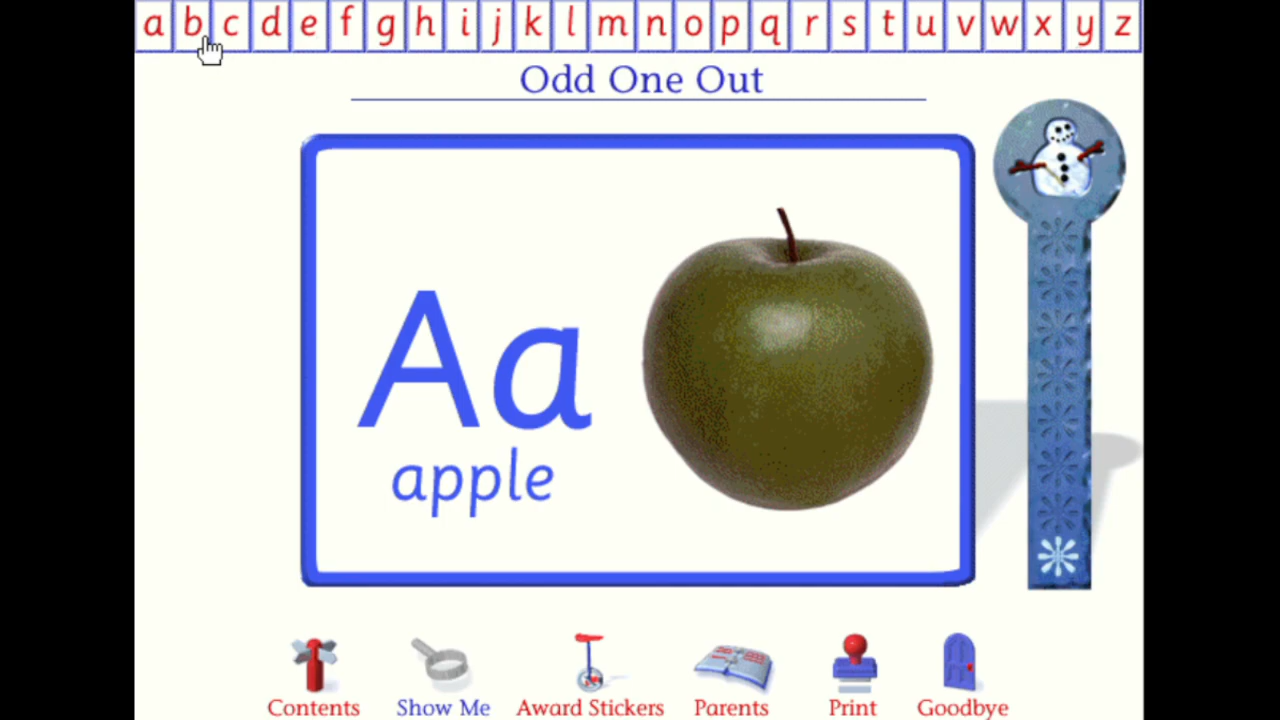 a b c d e f g h i j k l m n o p q r s t u v w x y z
Odd One Out
Aa
apple
Contents Show Me Award Stickers Parents Print Goodbye